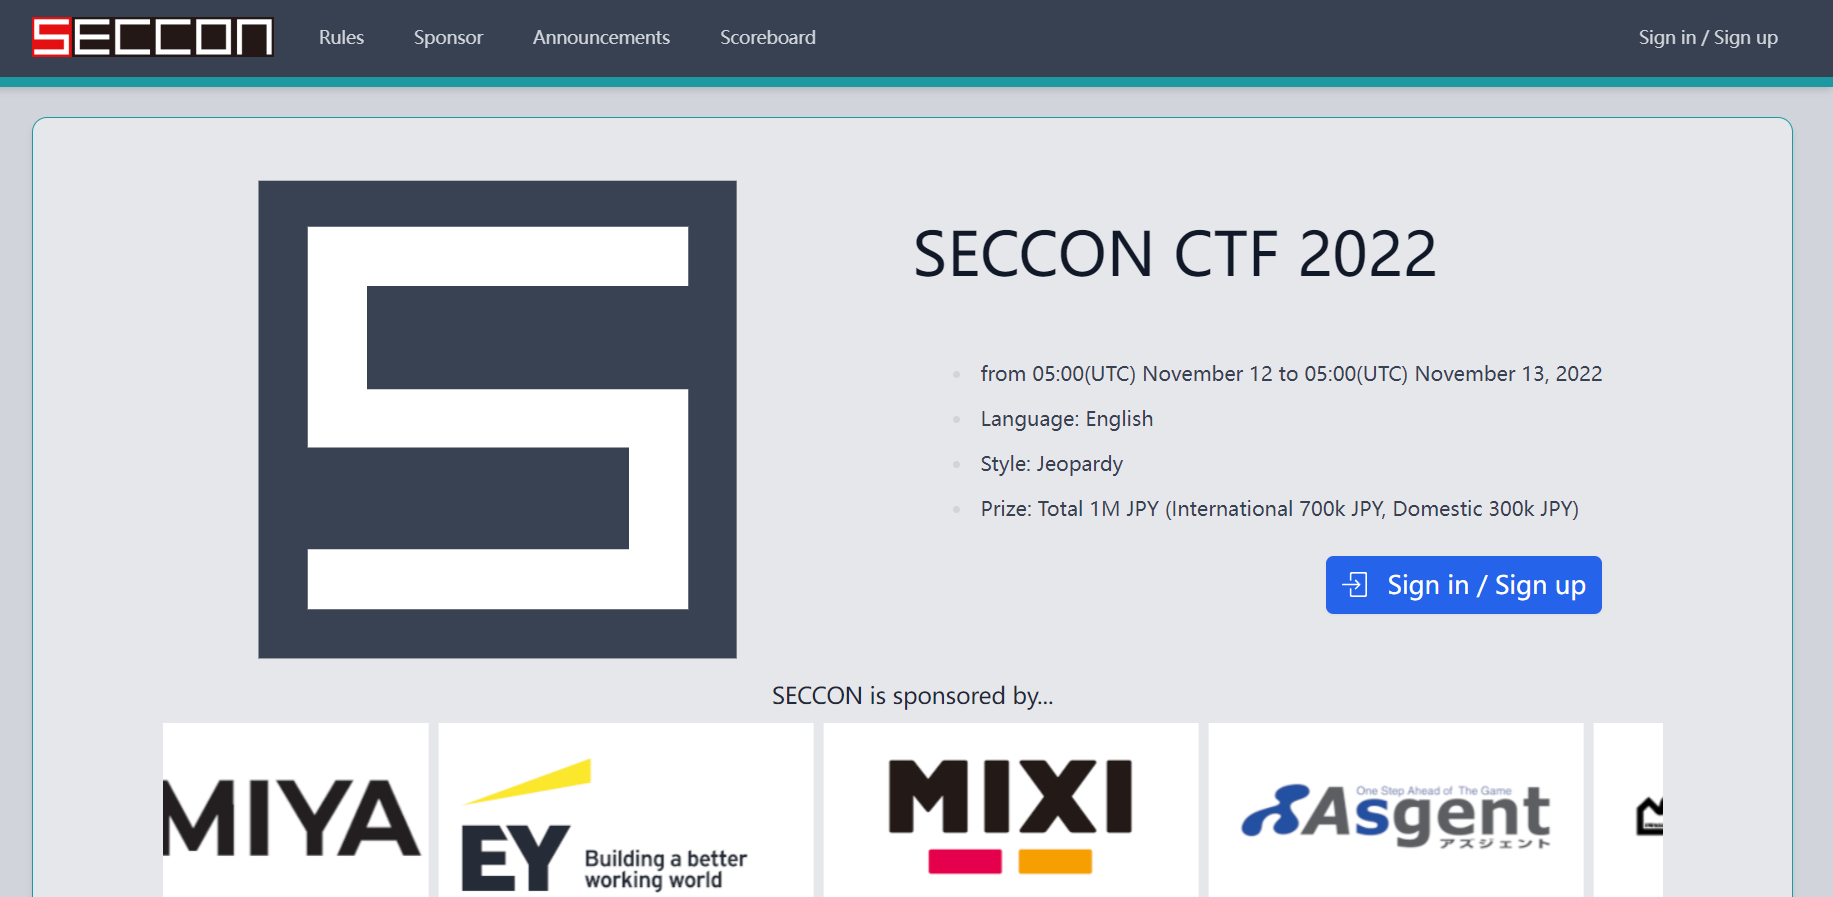 SECCON
Rules
Sponsor
Announcements
Scoreboard
Sign in / Sign up
SECCON CTF 2022
from 05:00(UTC) November 12 to 05:00(UTC) November 13, 2022
Language: English
Style: Jeopardy
Prize: Total 1M JPY (International 700k JPY, Domestic 300k JPY)
Sign in / Sign up
SECCON is sponsored by...
MIYA
EY
Building a better
working world
MIXI
One Step Ahead of The Game
Asgent
アズジェント